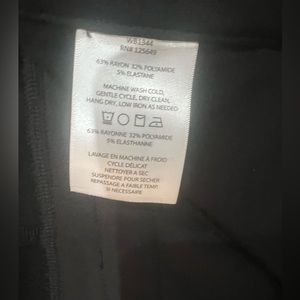 WB1344
RN# 125649
63% RAYON 32% POLYAMIDE
5% ELASTANE
MACHINE WASH COLD,
GENTLE CYCLE, DRY CLEAN,
HANG DRY, LOW IRON AS NEEDED
63% RAYONNE 32% POLYAMIDE
5% ELASTHANNE
LAVAGE EN MACHINE À FROID
CYCLE DÉLICAT
NETTOYER A SEC
SUSPENDRE POUR SECHER
REPASSAGE A FAIBLE TEMP.
SI NÉCESSAIRE